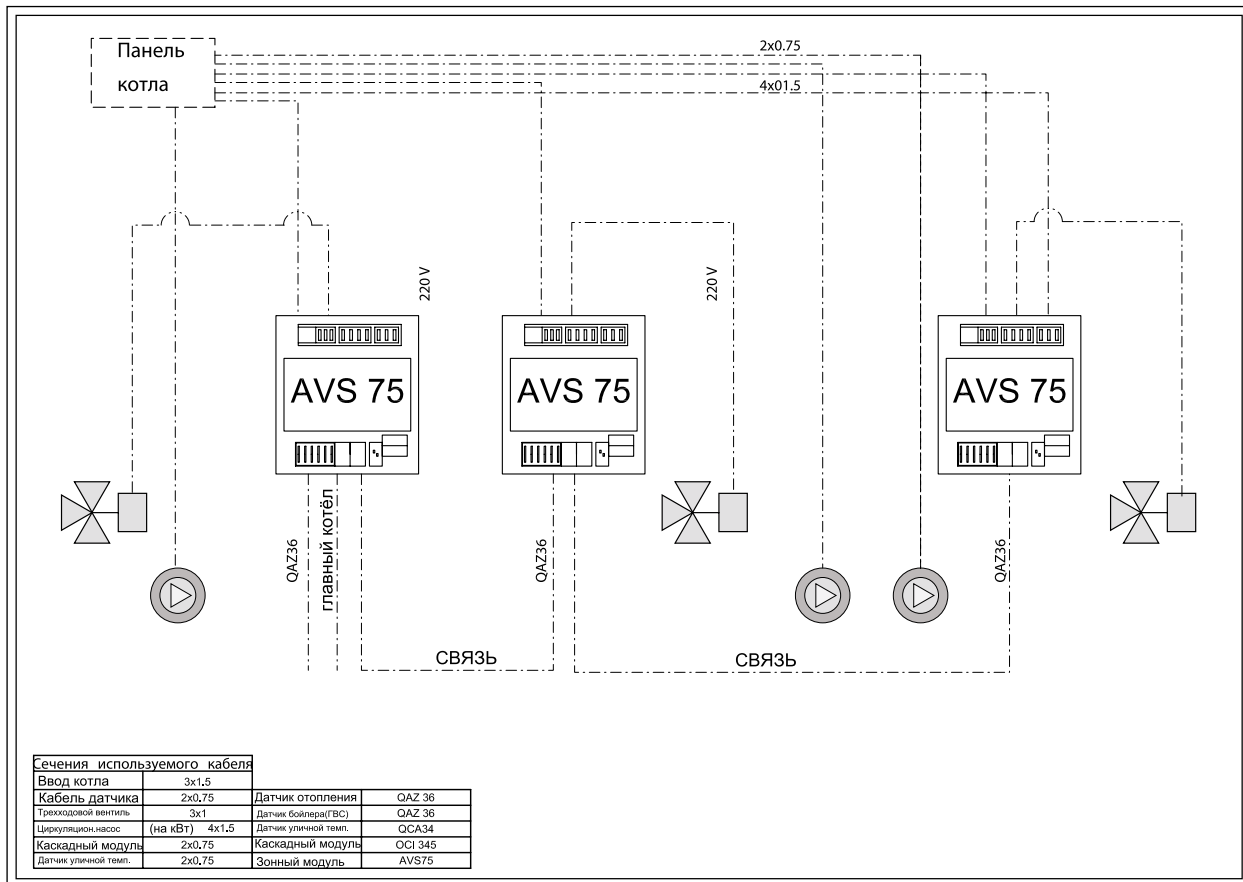 Панель
котла
2x0.75
4x01.5
220 V
220 V
AVS 75
AVS 75
AVS 75
QAZ36
главный котёл
QAZ36
QAZ36
СВЯЗЬ
СВЯЗЬ
Сечения используемого кабеля
Ввод котла 3x1.5
Кабель датчика 2x0.75 Датчик отопления QAZ 36
Трехходовой вентиль 3x1 Датчик бойлера(ГВС) QAZ 36
Циркуляцион.насос (на кВт) 4x1.5 Датчик уличной темп. QCA34
Каскадный модуль 2x0.75 Каскадный модуль OCI 345
Датчик уличной темп. 2x0.75 Зонный модуль AVS75